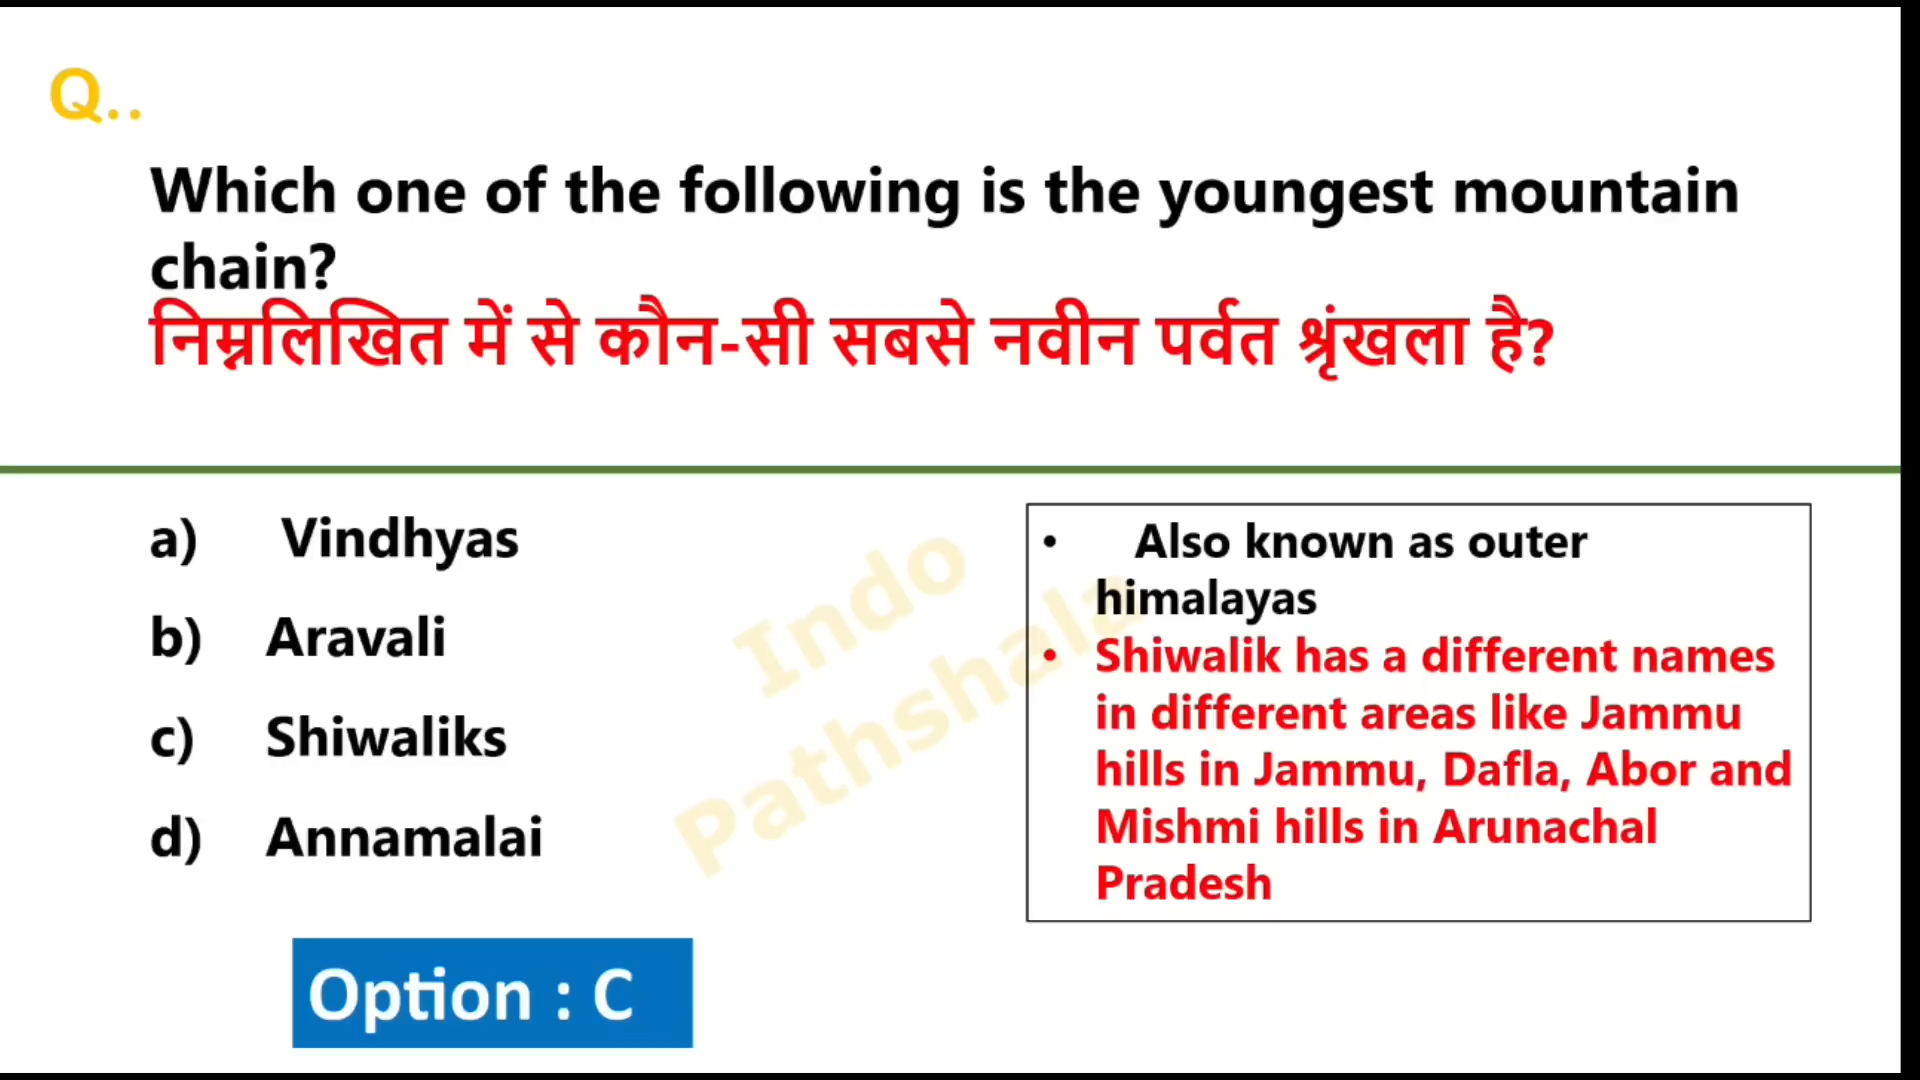 Q..
Which one of the following is the youngest mountain
chain?
निम्नलिखित में से कौन-सी सबसे नवीन पर्वत श्रृंखला है?
a) Vindhyas
b) Aravali
c) Shiwaliks
d) Annamalai
Option : C
• Also known as outer
himalayas
• Shiwalik has a different names
in different areas like Jammu
hills in Jammu, Dafla, Abor and
Mishmi hills in Arunachal
Pradesh
Indo
Pathshala